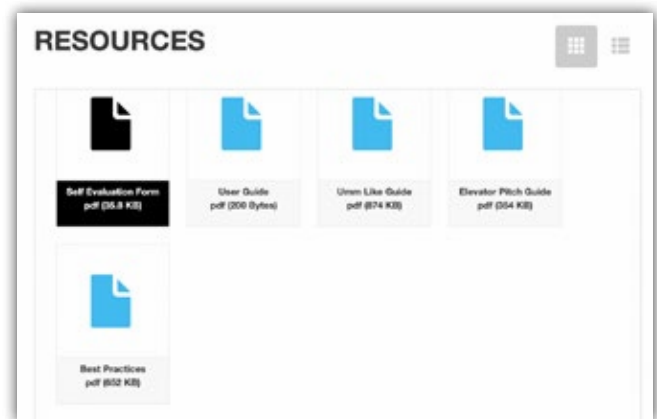 RESOURCES
Self Evaluation Form
pdf (35.8 KB)
User Guide
pdf (200 Bytes)
Umm Like Guide
pdf (874 KB)
Elevator Pitch Guide
pdf (354 KB)
Best Practices
pdf (652 KB)